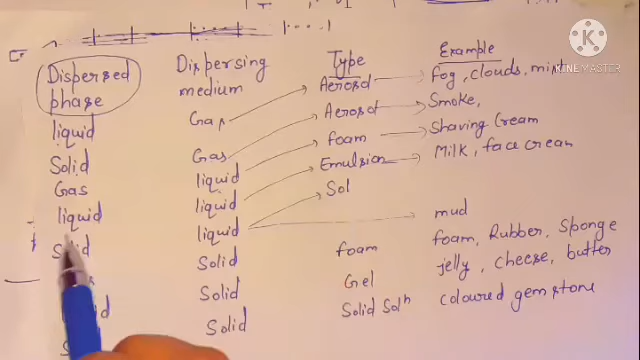 Dispersed phase Dispersing medium Type Example
liquid Gas Aerosol Fog, clouds, mist
Solid Gas Aerosol Smoke,
Gas liquid foam Shaving Cream
liquid liquid Emulsion Milk, face cream
Solid liquid Sol mud
Solid foam foam, Rubber, Sponge
Solid Gel jelly, cheese, butter
Solid Solid Solⁿ coloured gemstone
KINEMASTER